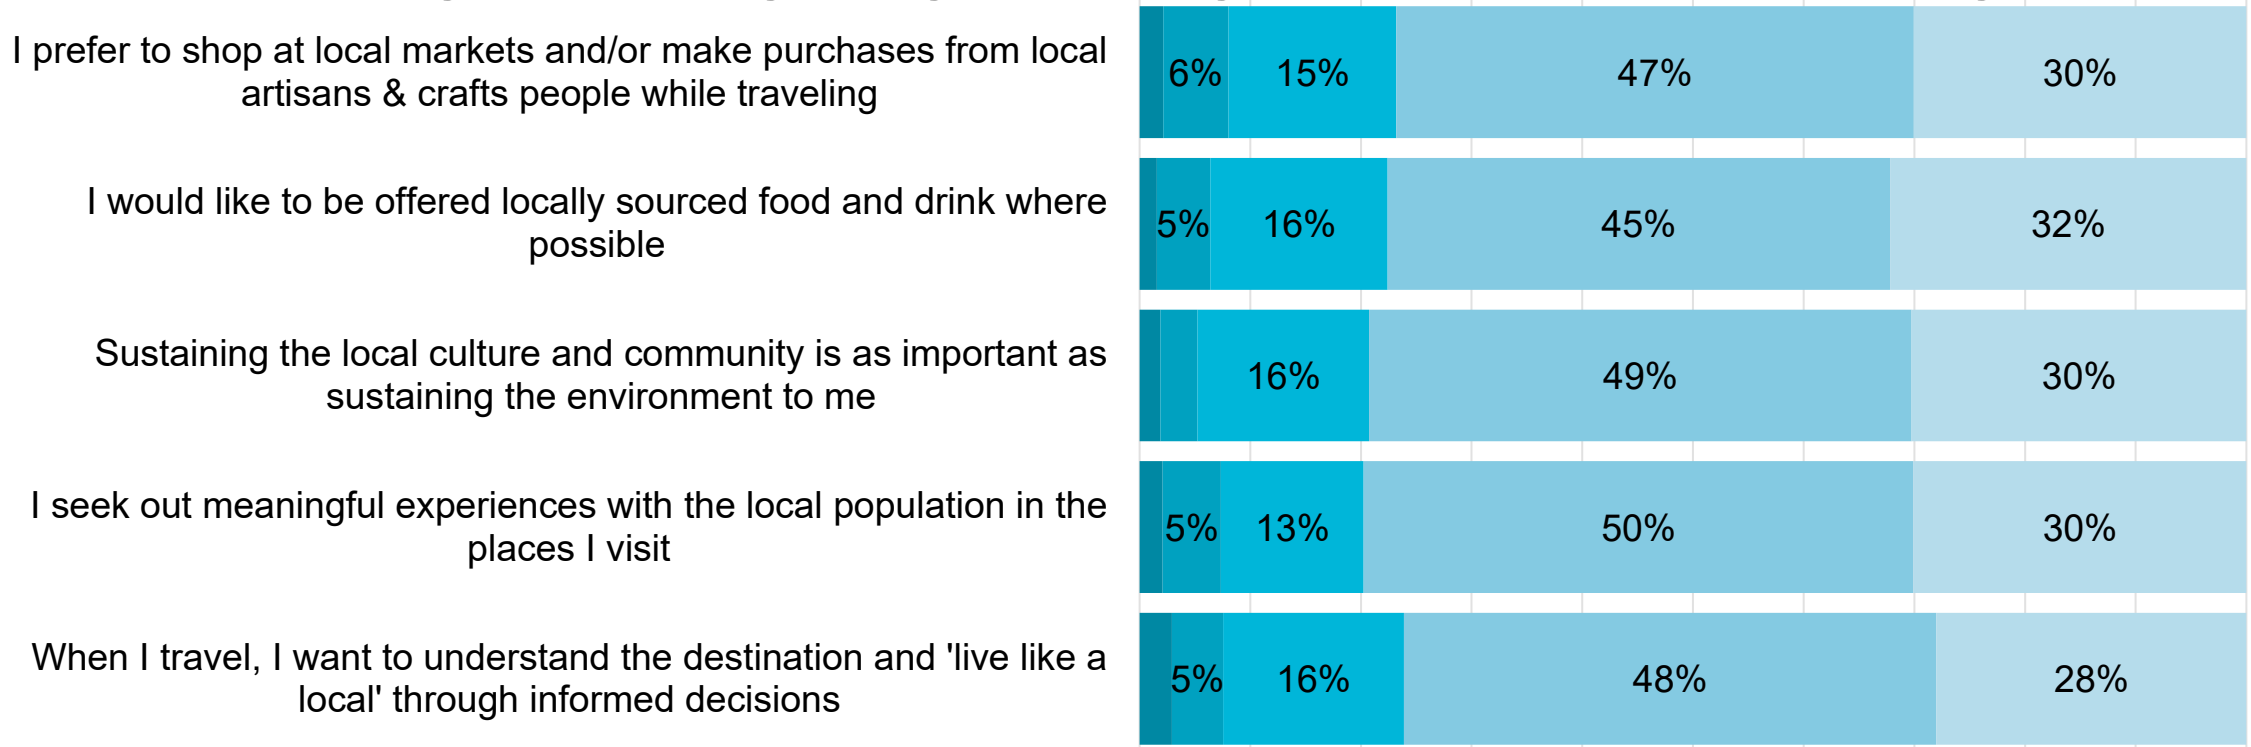 I prefer to shop at local markets and/or make purchases from local
artisans & crafts people while traveling
6% 15% 47% 30%
I would like to be offered locally sourced food and drink where
possible
5% 16% 45% 32%
Sustaining the local culture and community is as important as
sustaining the environment to me
16% 49% 30%
I seek out meaningful experiences with the local population in the
places I visit
5% 13% 50% 30%
When I travel, I want to understand the destination and 'live like a
local' through informed decisions
5% 16% 48% 28%